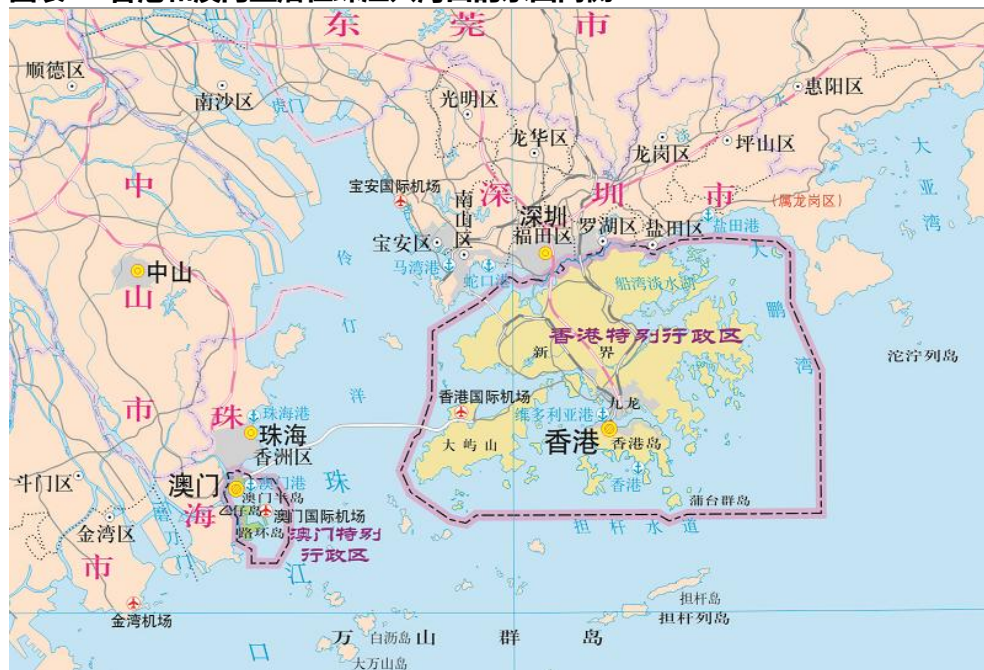 东莞市
顺德区
南沙区
虎门
光明区
惠阳区
龙华区
龙岗区
坪山区
淡
大亚湾
中山市
宝安国际机场
南山区
深圳市
(属龙岗区)
深圳
福田区
罗湖区
盐田区
盐田港
宝安区
马湾港
蛇口港
中山
伶仃洋
大鹏湾
船湾淡水湖
香港特别行政区
新界
沱泞列岛
香港国际机场
九龙
维多利亚港
香港
香港岛
大屿山
香港
蒲台群岛
担杆水道
珠海市
珠海港
珠海
香洲区
斗门区
澳门
澳门港
澳门半岛
氹仔岛
澳门国际机场
路环岛
澳门特别
行政区
磨刀门
金湾区
金湾机场
珠江口
担杆岛
担杆列岛
万山群岛
白沥岛
大万山岛